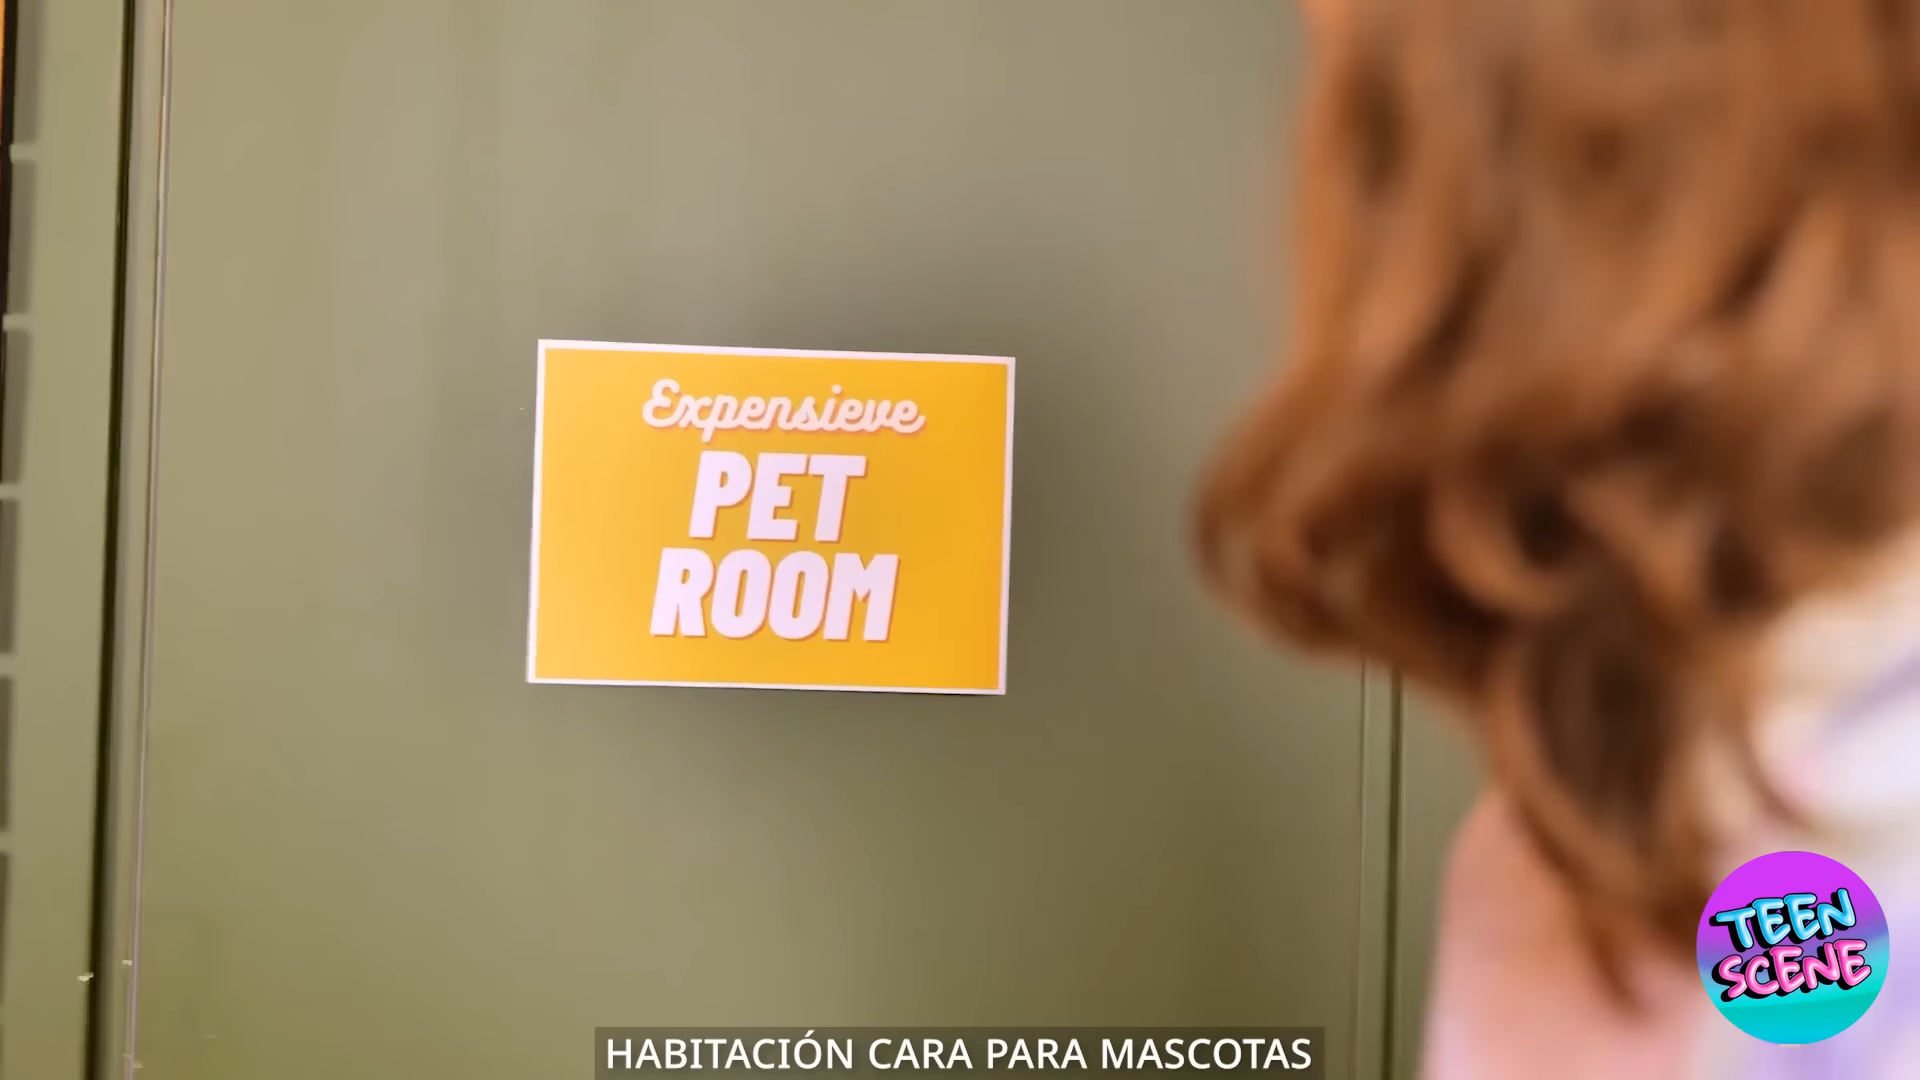 Expensieve
PET
ROOM
TEEN
SCENE
HABITACIÓN CARA PARA MASCOTAS